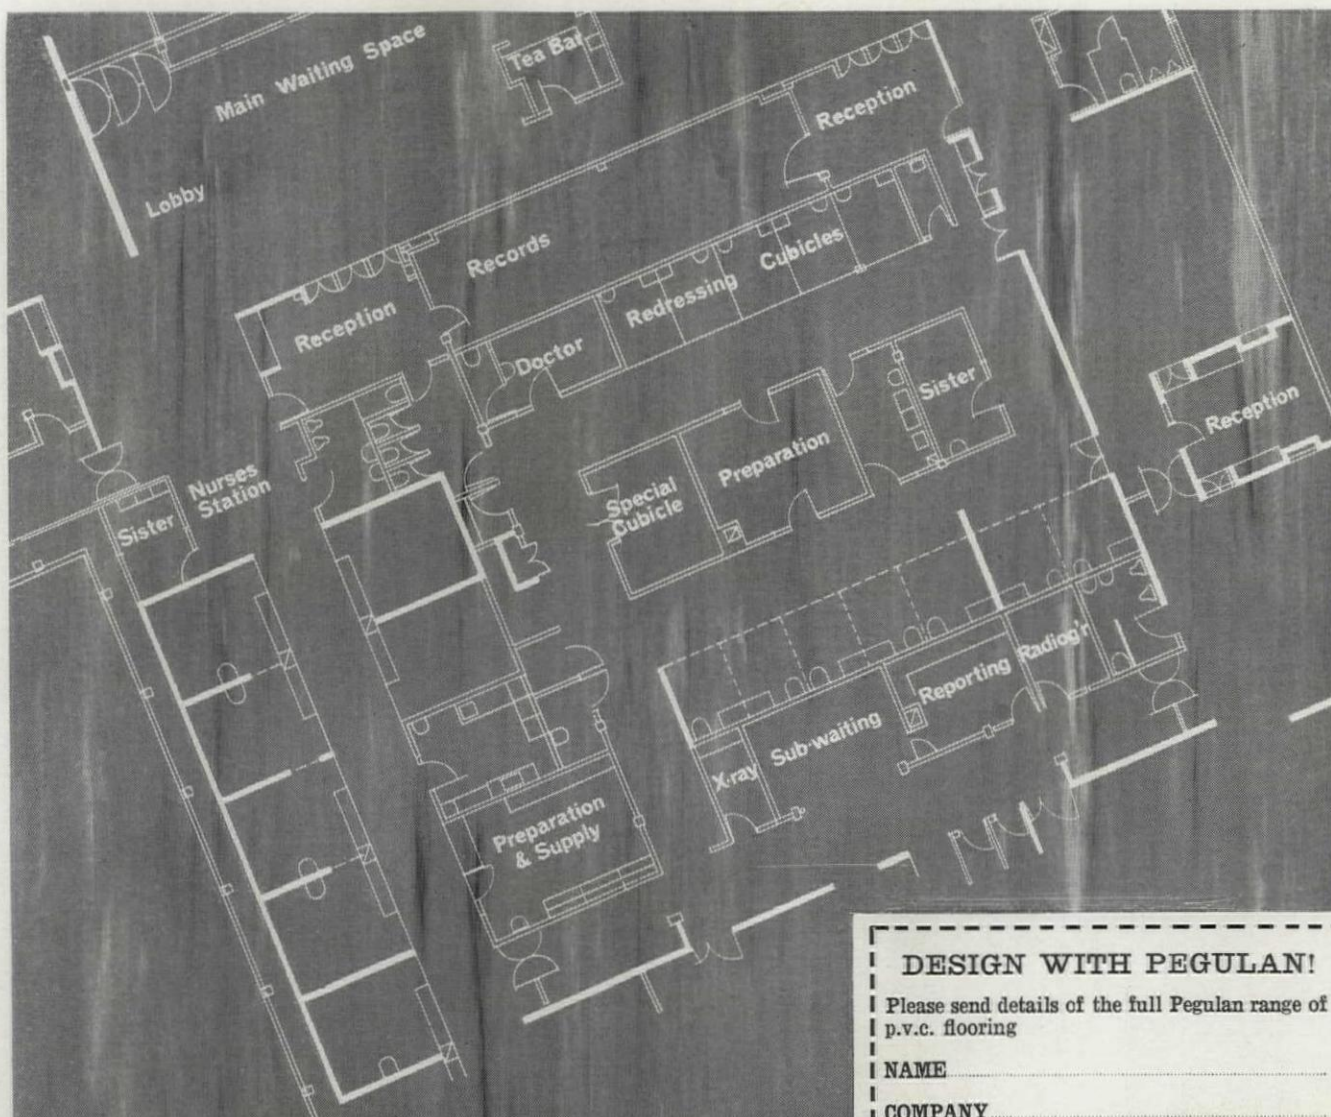 Main Waiting Space
Tea Bar
Reception
Lobby
Records
Redressing Cubicles
Reception
Doctor
Sister
Reception
Nurses
Station
Sister
Special
Cubicle
Preparation
Reporting
Radiog'r
Sub-waiting
X-ray
Preparation
& Supply
DESIGN WITH PEGULAN!
Please send details of the full Pegulan range of
p.v.c. flooring
NAME
COMPANY